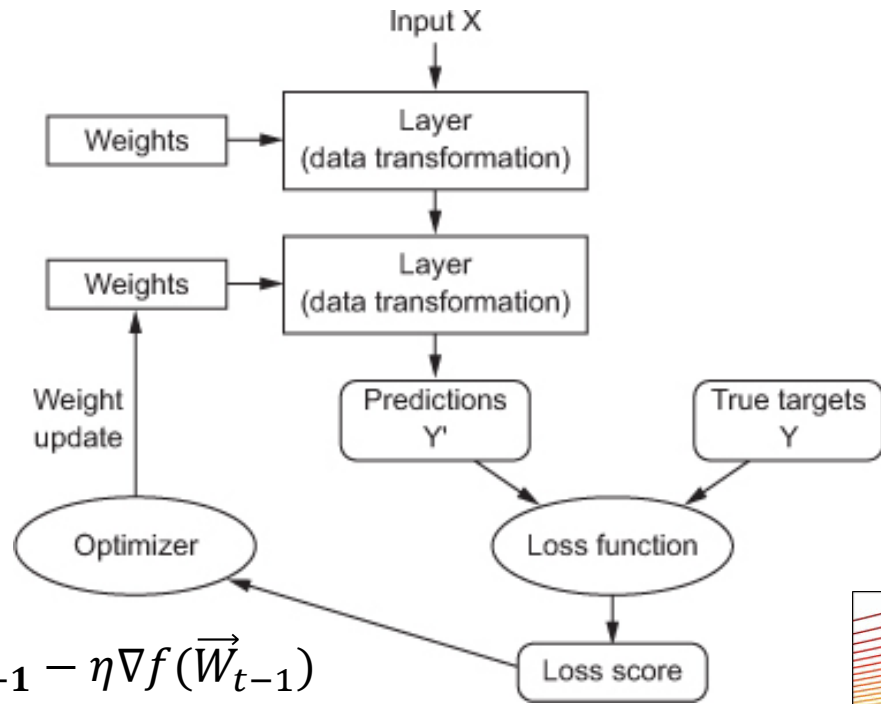 Input X
Weights
Layer
(data transformation)
Weights
Layer
(data transformation)
Weight
update
Predictions
Y'
True targets
Y
Optimizer
Loss function
Loss score
−1 − η∇f(W⃗ₜ₋₁)